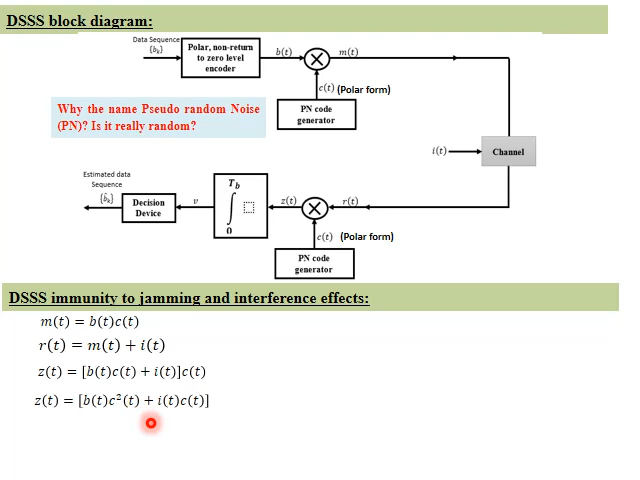 DSSS block diagram:
Data Sequence
{bₖ}
Polar, non-return
to zero level
encoder
b(t)
m(t)
c(t) (Polar form)
Why the name Pseudo random Noise
(PN)? Is it really random?
PN code
generator
i(t)
Channel
Estimated data
Sequence
{b̂ₖ}
Decision
Device
v
T_b
∫
0
z(t)
r(t)
c(t) (Polar form)
PN code
generator
DSSS immunity to jamming and interference effects:
m(t) = b(t)c(t)
r(t) = m(t) + i(t)
z(t) = [b(t)c(t) + i(t)]c(t)
z(t) = [b(t)c²(t) + i(t)c(t)]